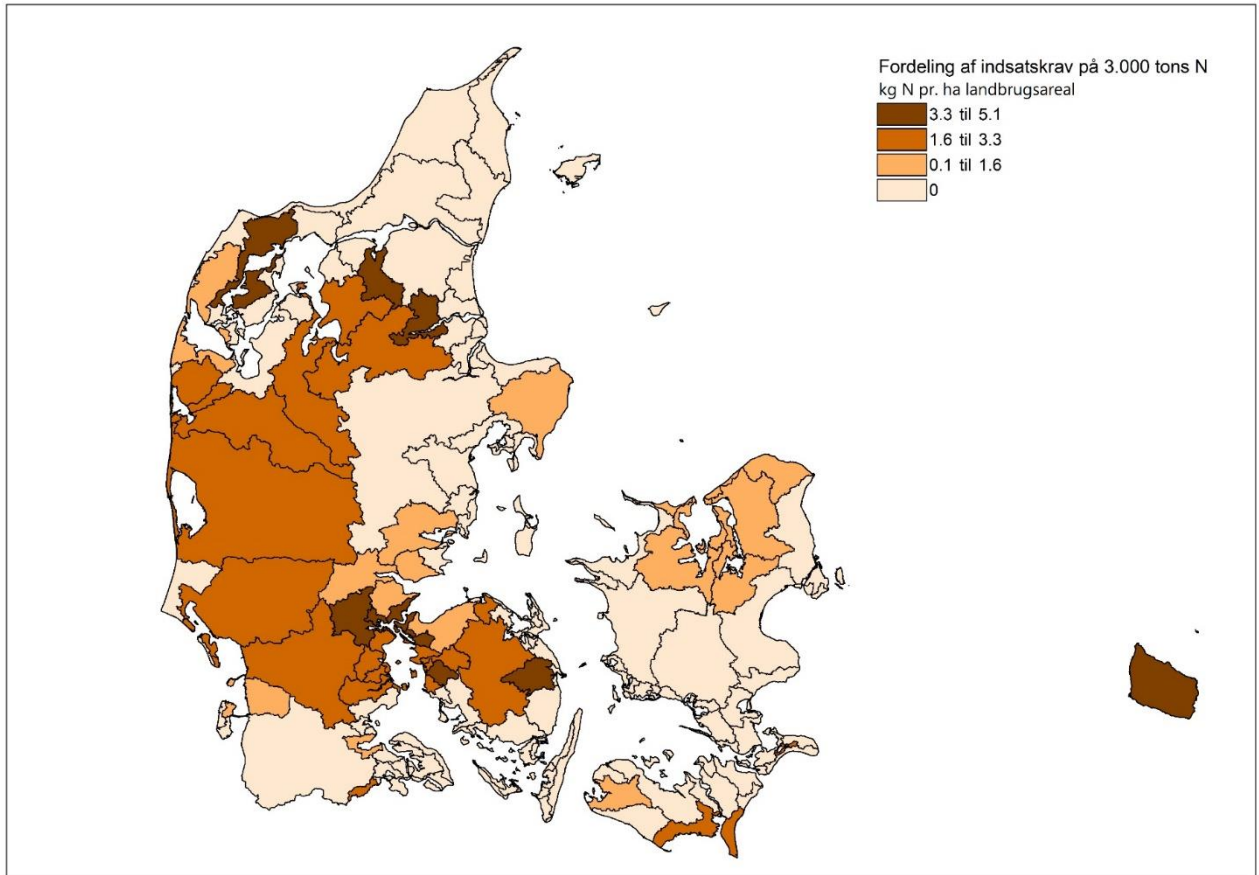 Fordeling af indsatskrav på 3.000 tons N
kg N pr. ha landbrugsareal
3.3 til 5.1
1.6 til 3.3
0.1 til 1.6
0